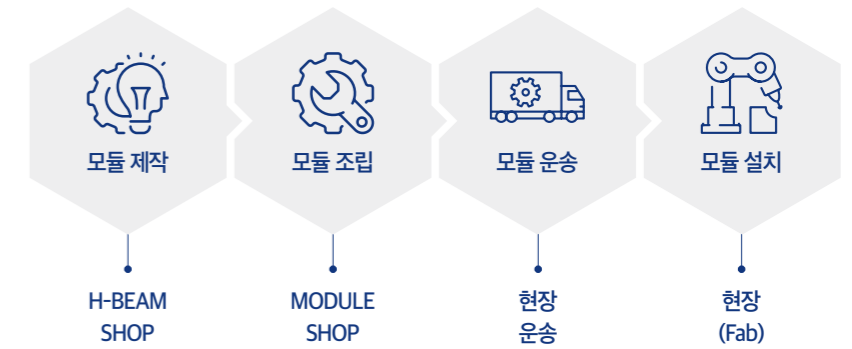 모듈 제작
모듈 조립
모듈 운송
모듈 설치
H-BEAM
SHOP
MODULE
SHOP
현장
운송
현장
(Fab)